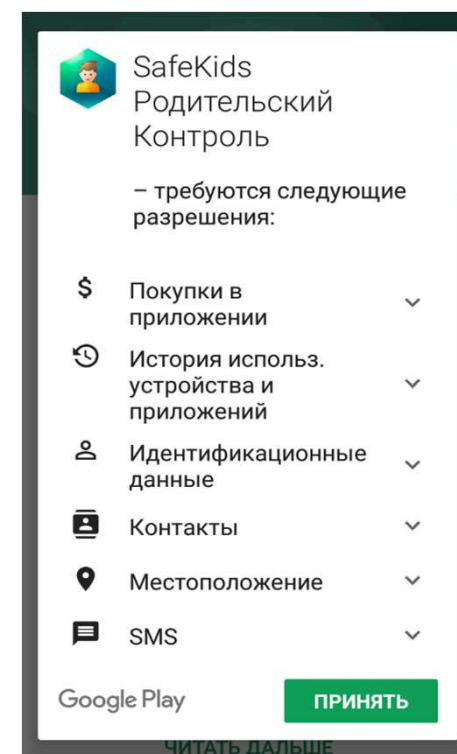 SafeKids
Родительский
Контроль
– требуются следующие
разрешения:
Покупки в
приложении
История использ.
устройства и
приложений
Идентификационные
данные
Контакты
Местоположение
SMS
Google Play
ПРИНЯТЬ
ЧИТАТЬ ДАЛЬШЕ